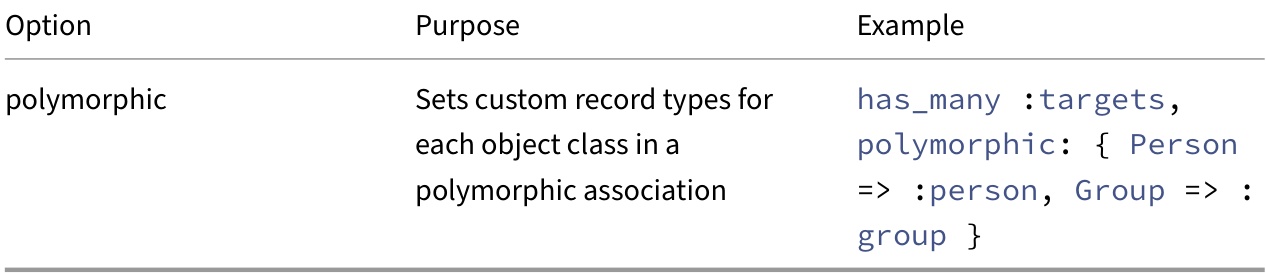 Option Purpose Example
polymorphic
Sets custom record types for
each object class in a
polymorphic association
has_many :targets,
polymorphic: { Person
=> :person, Group => :
group }